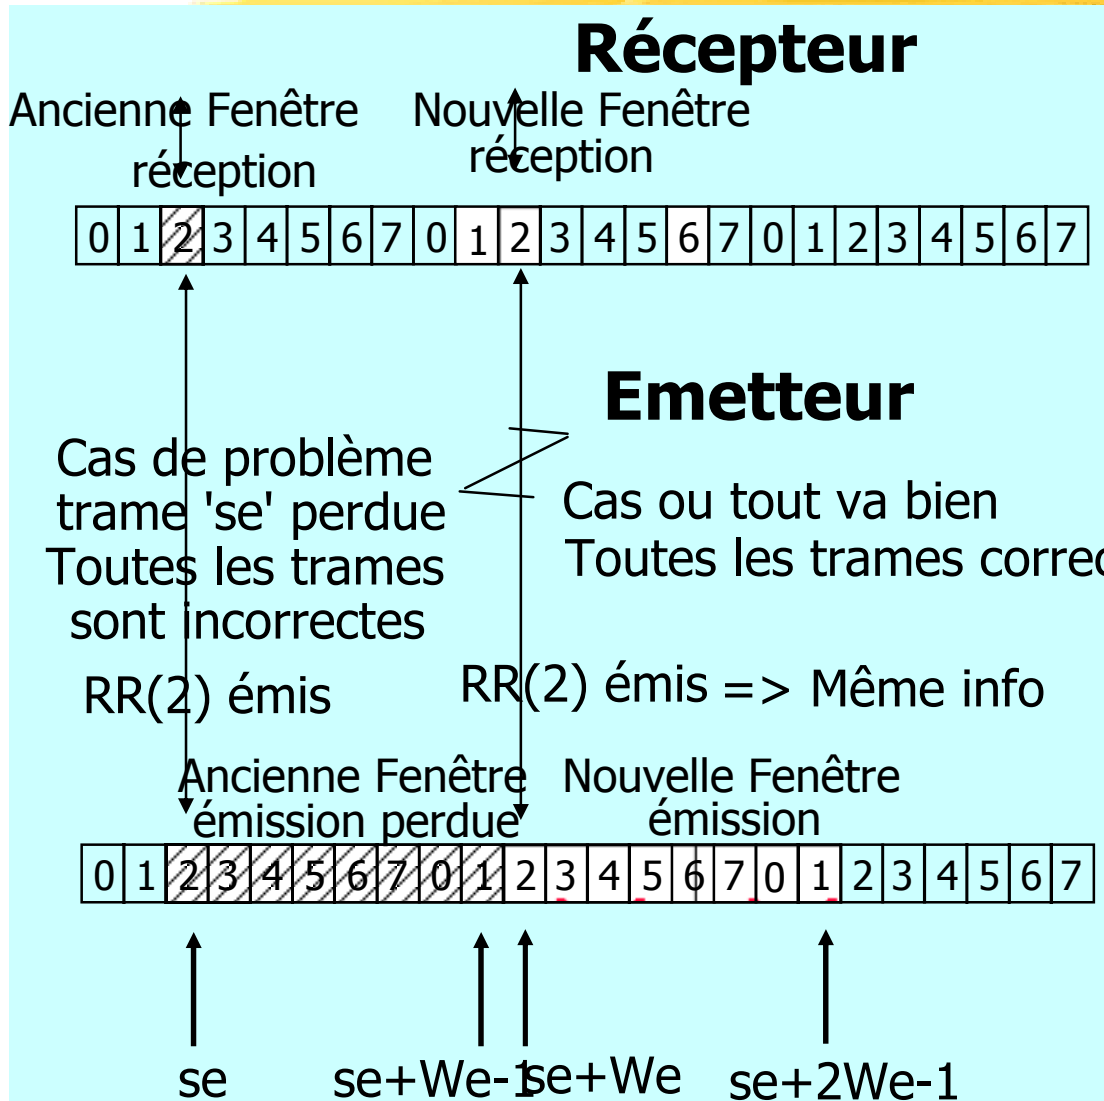 Récepteur
Ancienne Fenêtre
réception
Nouvelle Fenêtre
réception
0 1 2 3 4 5 6 7 0 1 2 3 4 5 6 7 0 1 2 3 4 5 6 7
Emetteur
Cas de problème
trame 'se' perdue
Toutes les trames
sont incorrectes
Cas ou tout va bien
Toutes les trames correc
RR(2) émis
RR(2) émis => Même info
Ancienne Fenêtre
émission perdue
Nouvelle Fenêtre
émission
0 1 2 3 4 5 6 7 0 1 2 3 4 5 6 7 0 1 2 3 4 5 6 7
se
se+We-1
se+We
se+2We-1